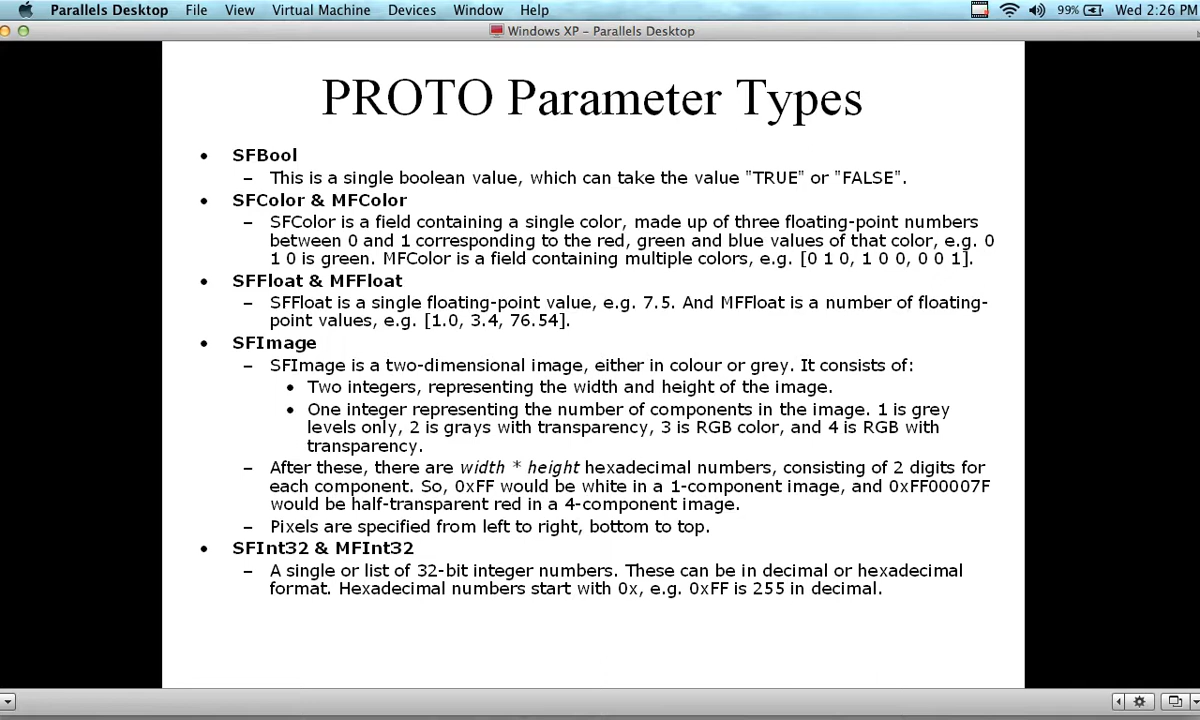 Parallels Desktop File View Virtual Machine Devices Window Help 99% Wed 2:26 PM
Windows XP – Parallels Desktop
PROTO Parameter Types
• SFBool
– This is a single boolean value, which can take the value "TRUE" or "FALSE".
• SFColor & MFColor
– SFColor is a field containing a single color, made up of three floating-point numbers
between 0 and 1 corresponding to the red, green and blue values of that color, e.g. 0
1 0 is green. MFColor is a field containing multiple colors, e.g. [0 1 0, 1 0 0, 0 0 1].
• SFFloat & MFFloat
– SFFloat is a single floating-point value, e.g. 7.5. And MFFloat is a number of floating-
point values, e.g. [1.0, 3.4, 76.54].
• SFImage
– SFImage is a two-dimensional image, either in colour or grey. It consists of:
• Two integers, representing the width and height of the image.
• One integer representing the number of components in the image. 1 is grey
levels only, 2 is grays with transparency, 3 is RGB color, and 4 is RGB with
transparency.
– After these, there are width * height hexadecimal numbers, consisting of 2 digits for
each component. So, 0xFF would be white in a 1-component image, and 0xFF00007F
would be half-transparent red in a 4-component image.
– Pixels are specified from left to right, bottom to top.
• SFInt32 & MFInt32
– A single or list of 32-bit integer numbers. These can be in decimal or hexadecimal
format. Hexadecimal numbers start with 0x, e.g. 0xFF is 255 in decimal.